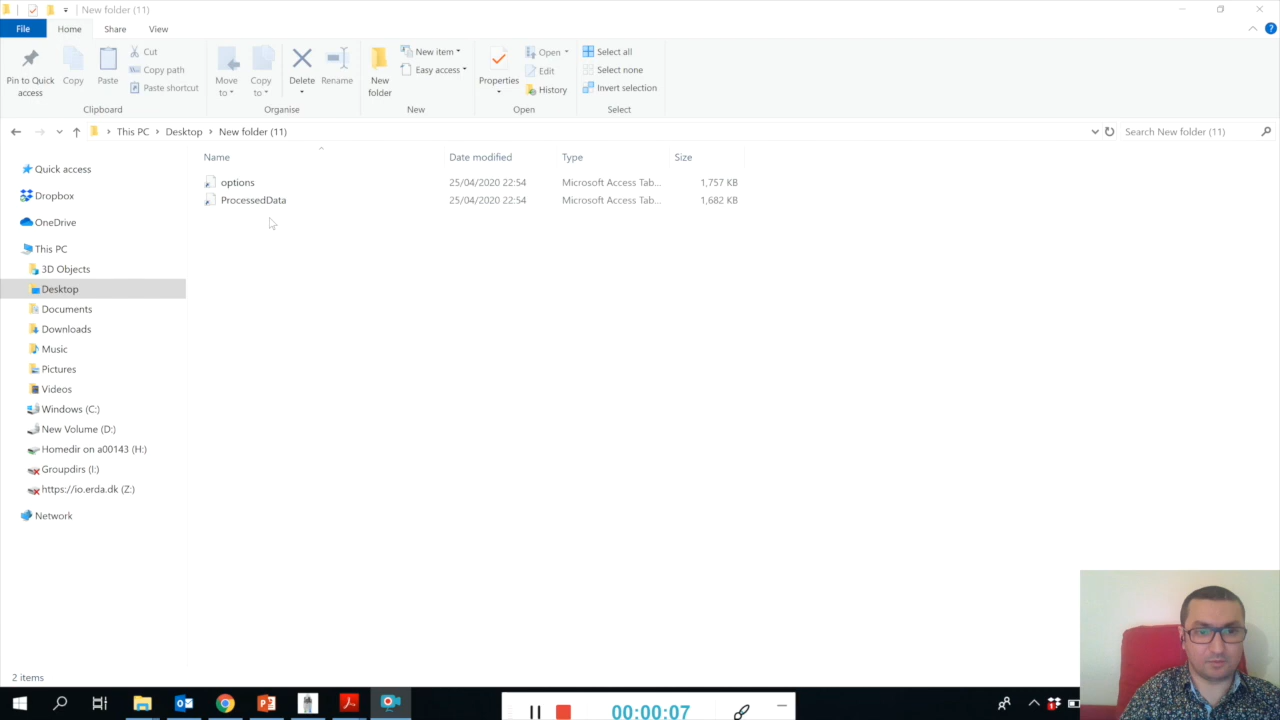 New folder (11)
File
Home
Share
View
Pin to Quick access
Copy
Paste
Cut
Copy path
Paste shortcut
Clipboard
Move to
Copy to
Delete
Rename
Organise
New folder
New item
Easy access
New
Properties
Open
Edit
History
Open
Select all
Select none
Invert selection
Select
This PC
Desktop
New folder (11)
Search New folder (11)
Name
Date modified
Type
Size
options 25/04/2020 22:54 Microsoft Access Tab... 1,757 KB
ProcessedData 25/04/2020 22:54 Microsoft Access Tab... 1,682 KB
Quick access
Dropbox
OneDrive
This PC
3D Objects
Desktop
Documents
Downloads
Music
Pictures
Videos
Windows (C:)
New Volume (D:)
Homedir on a00143 (H:)
Groupdirs (I:)
https://io.erda.dk (Z:)
Network
2 items
00:00:07